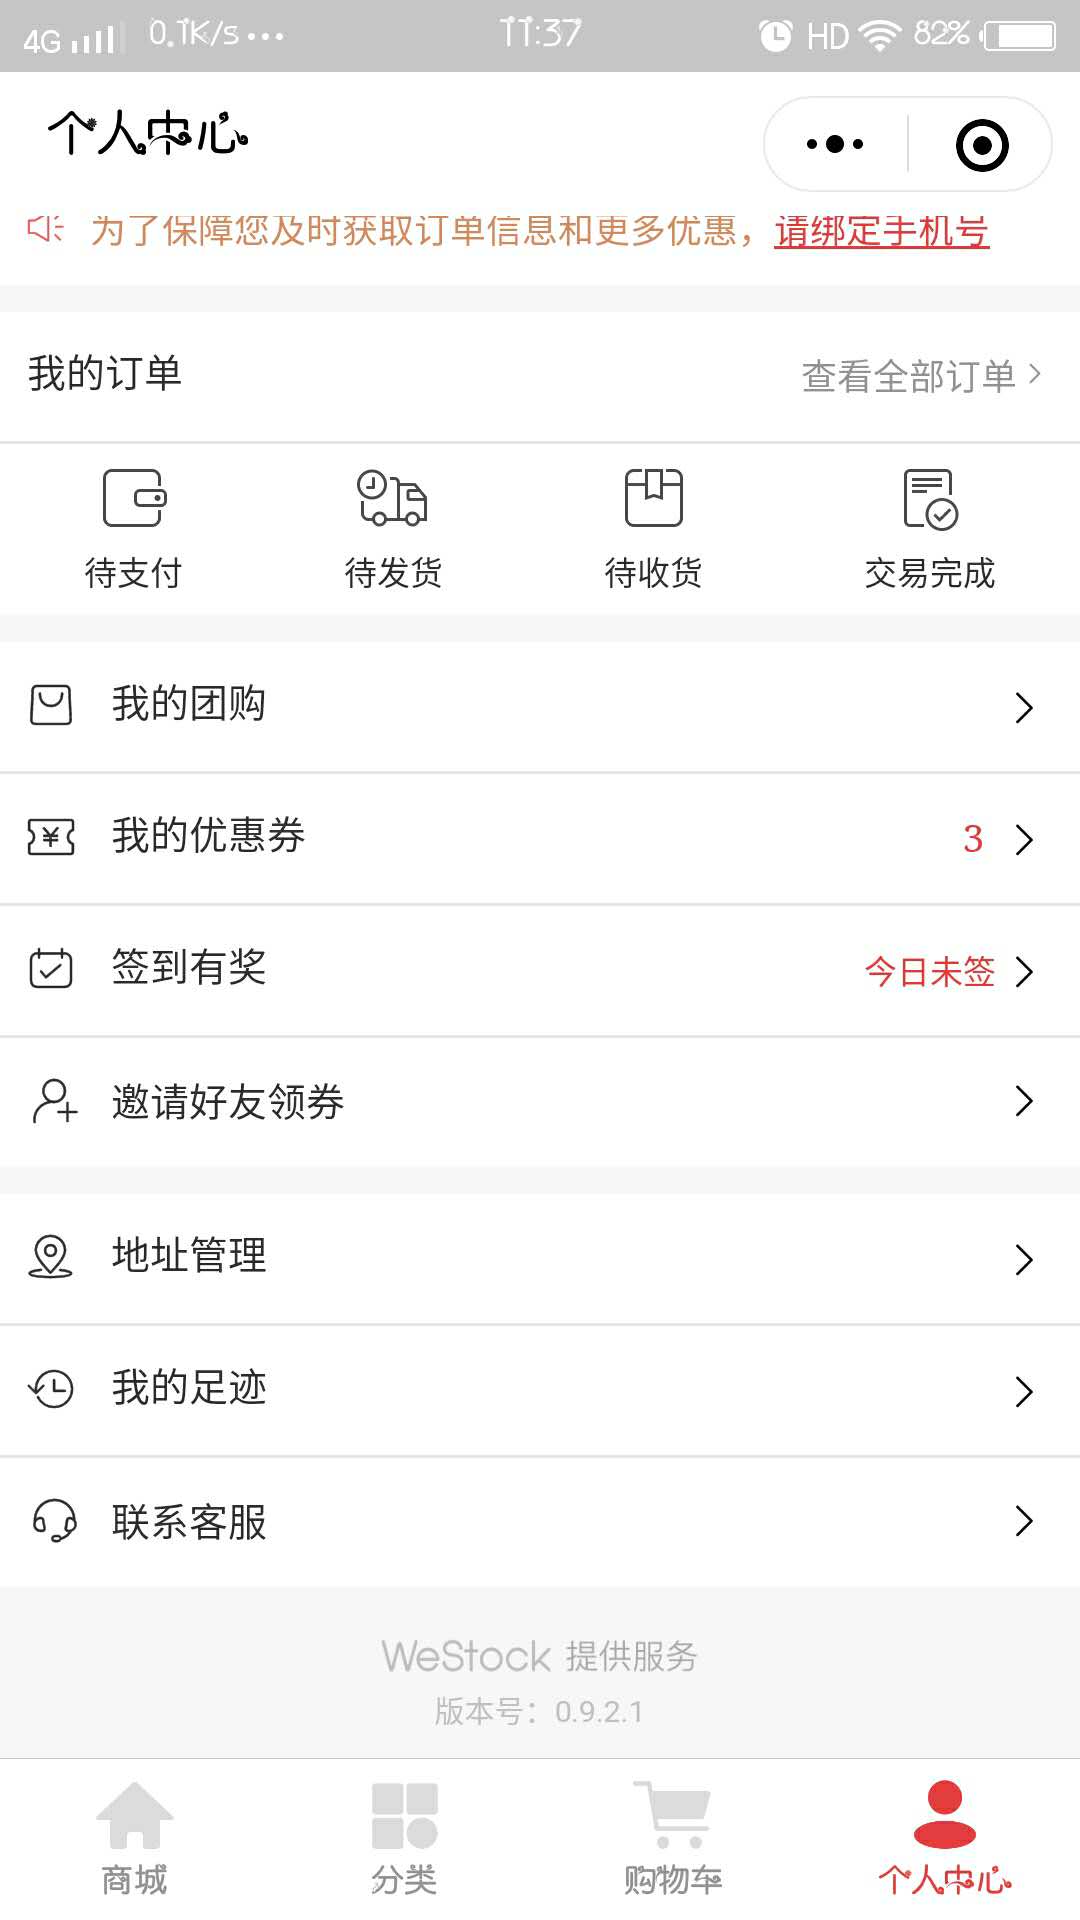 4G 0.1K/s ... 11:37 HD 82%
个人中心
为了保障您及时获取订单信息和更多优惠，请绑定手机号
我的订单 查看全部订单
待支付 待发货 待收货 交易完成
我的团购
我的优惠券 3
签到有奖 今日未签
邀请好友领券
地址管理
我的足迹
联系客服
WeStock 提供服务
版本号：0.9.2.1
商城 分类 购物车 个人中心